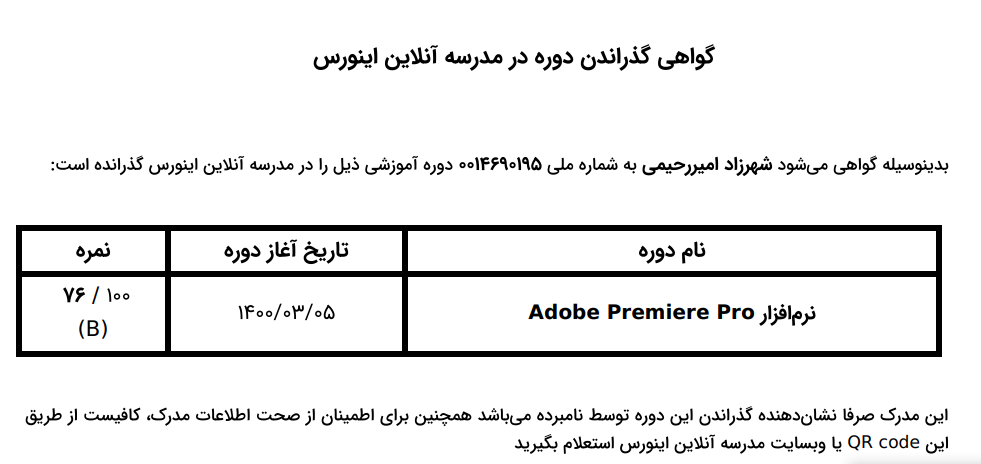 گواهی گذراندن دوره در مدرسه آنلاین اینورس
بدینوسیله گواهی می‌شود شهرزاد امیررحیمی به شماره ملی ۰۰۱۴۶۹۰۱۹۵ دوره آموزشی ذیل را در مدرسه آنلاین اینورس گذرانده است:
نام دوره تاریخ آغاز دوره نمره
نرم‌افزار Adobe Premiere Pro ۱۴۰۰/۰۳/۰۵ ۷۶ / ۱۰۰
(B)
این مدرک صرفا نشان‌دهنده گذراندن این دوره توسط نامبرده می‌باشد همچنین برای اطمینان از صحت اطلاعات مدرک، کافیست از طریق
این QR code یا وبسایت مدرسه آنلاین اینورس استعلام بگیرید